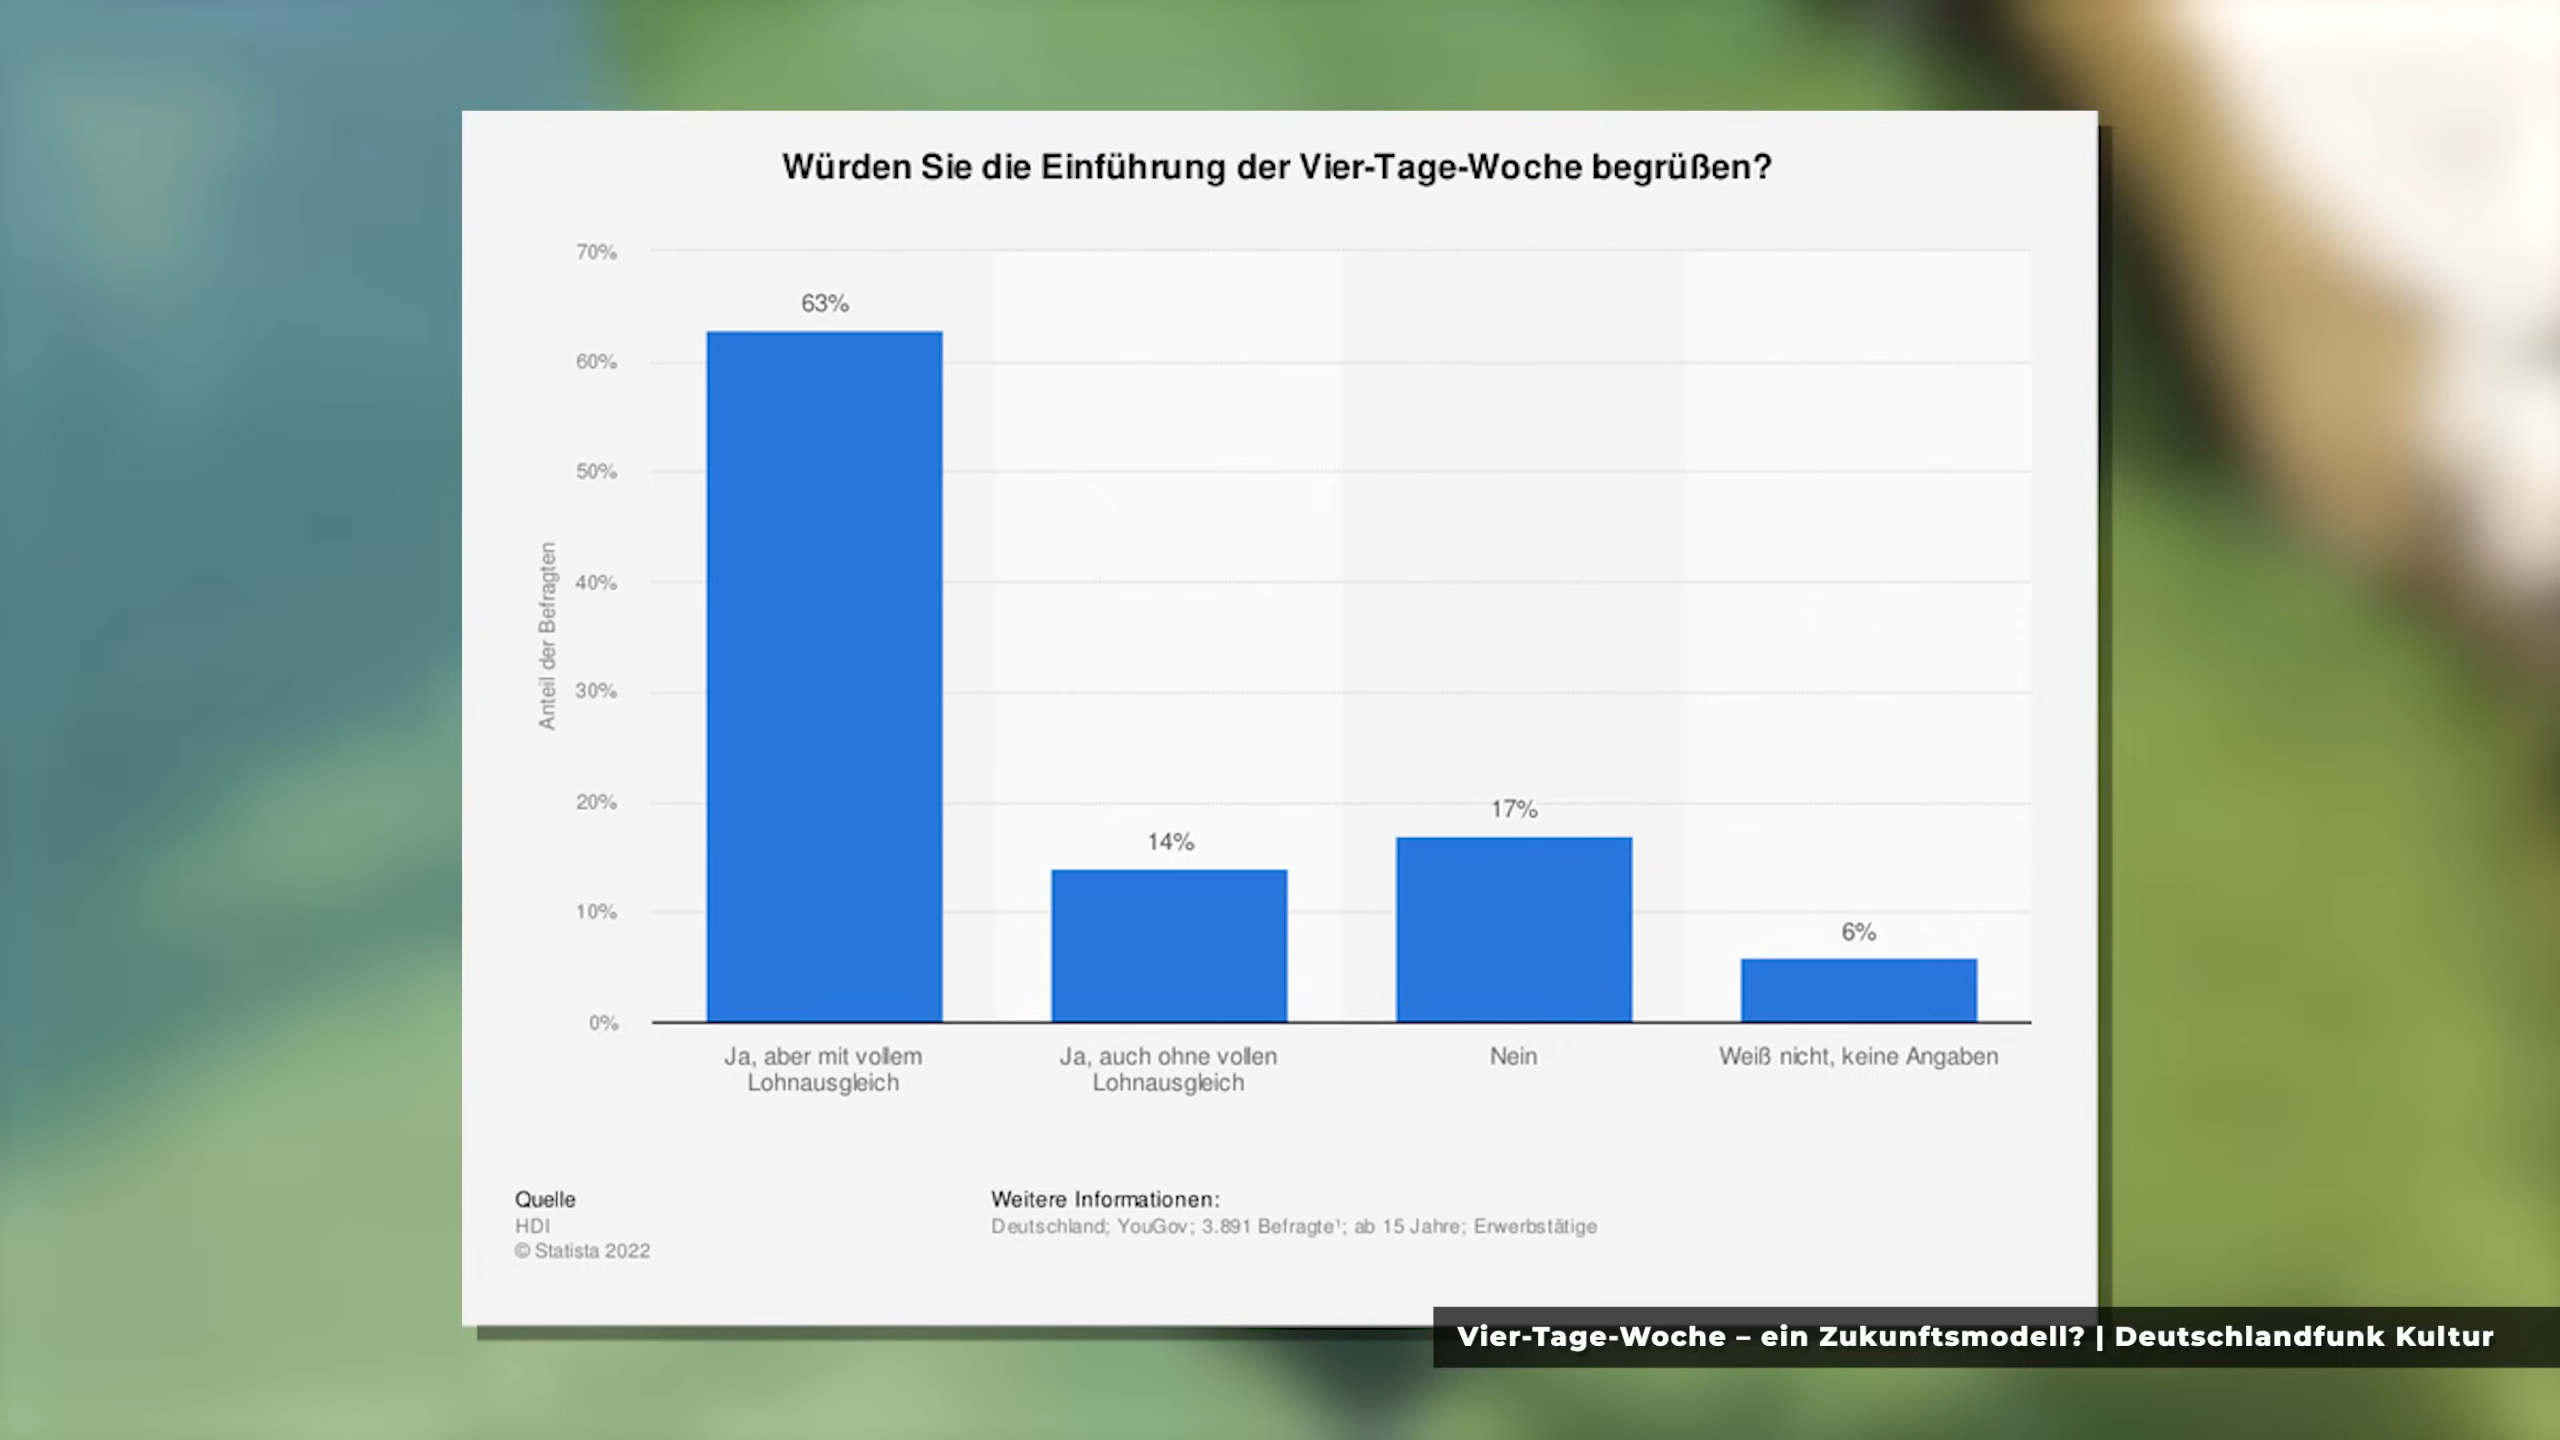 Würden Sie die Einführung der Vier-Tage-Woche begrüßen?
70%
63%
60%
50%
Anteil der Befragten
40%
30%
20%
17%
14%
10%
6%
0%
Ja, aber mit vollem
Lohnausgleich
Ja, auch ohne vollen
Lohnausgleich
Nein
Weiß nicht, keine Angaben
Quelle
HDI
© Statista 2022
Weitere Informationen:
Deutschland; YouGov; 3.891 Befragte¹; ab 15 Jahre; Erwerbstätige
Vier-Tage-Woche – ein Zukunftsmodell? | Deutschlandfunk Kultur